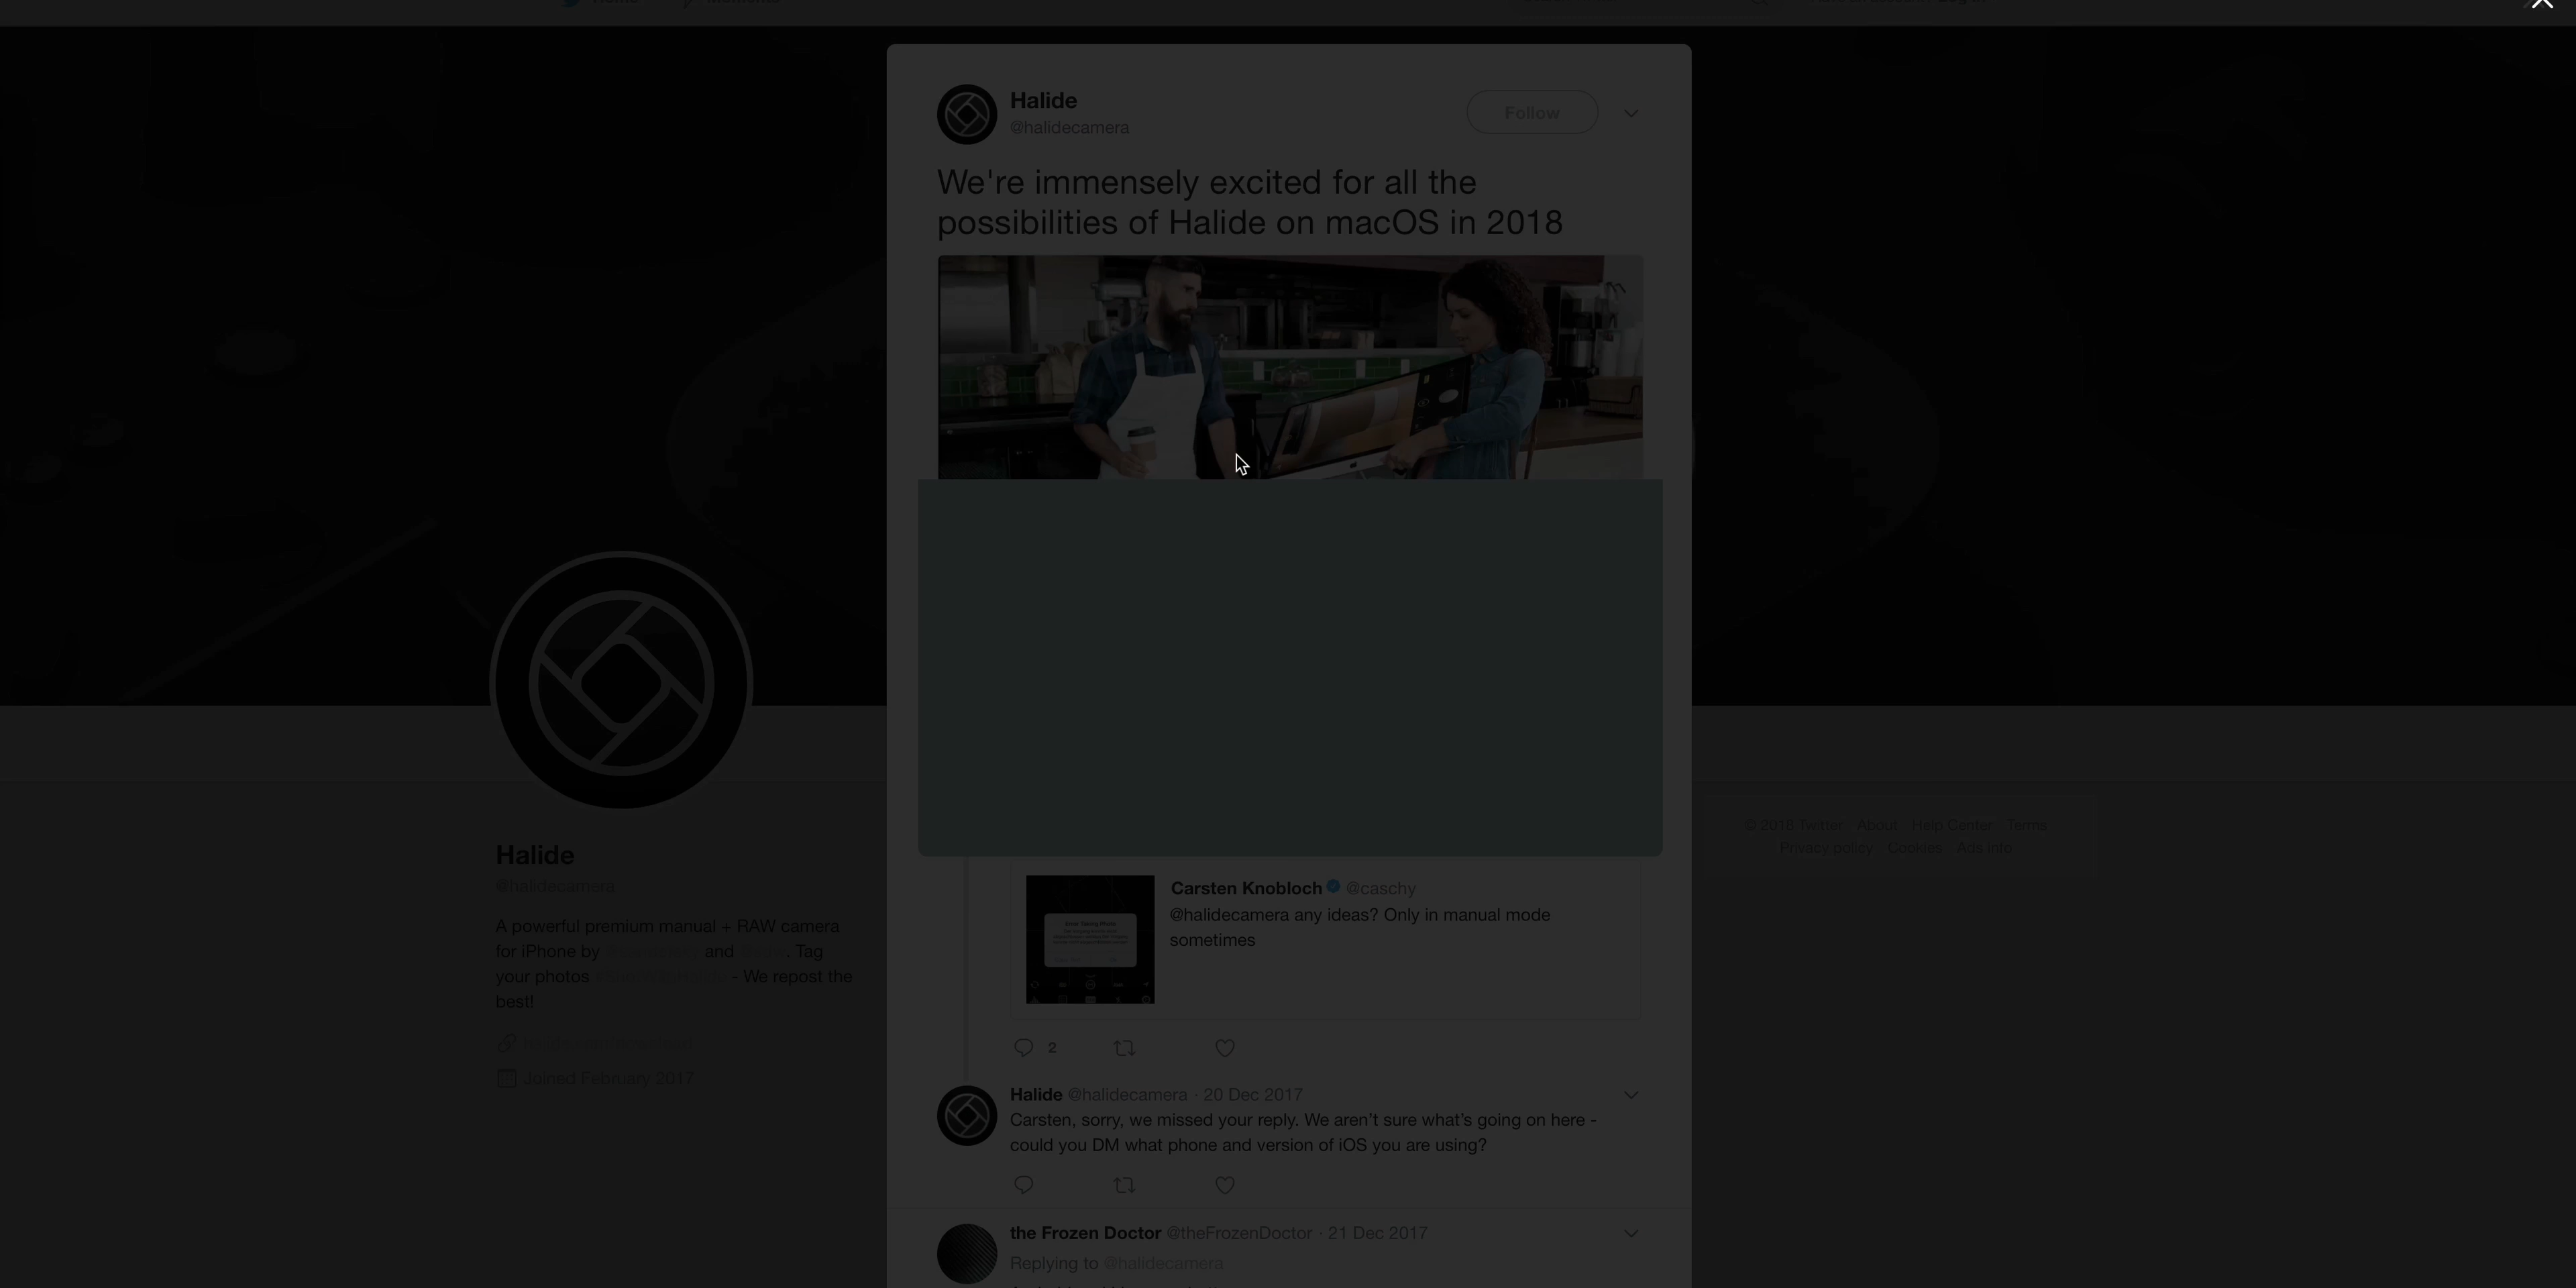 Halide
@halidecamera
Follow
We're immensely excited for all the
possibilities of Halide on macOS in 2018
Carsten Knobloch @caschy
@halidecamera any ideas? Only in manual mode
sometimes
2
Halide @halidecamera · 20 Dec 2017
Carsten, sorry, we missed your reply. We aren't sure what's going on here -
could you DM what phone and version of iOS you are using?
the Frozen Doctor @theFrozenDoctor · 21 Dec 2017
Replying to @halidecamera
Halide
@halidecamera
A powerful premium manual + RAW camera
for iPhone by and . Tag
your photos - We repost the
best!
Joined February 2017
© 2018 Twitter About Help Center Terms
Privacy policy Cookies Ads info